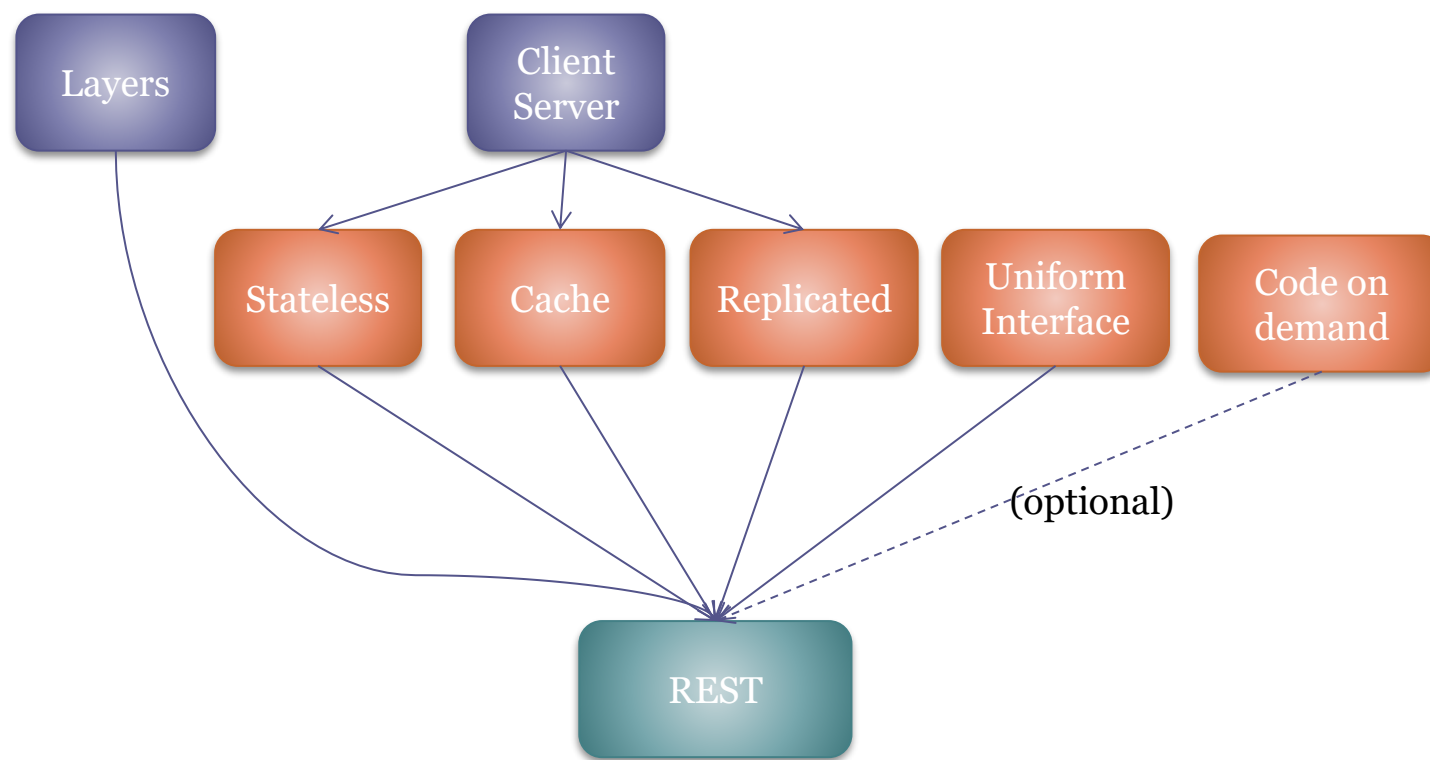 Layers
Client
Server
Stateless
Cache
Replicated
Uniform
Interface
Code on
demand
(optional)
REST